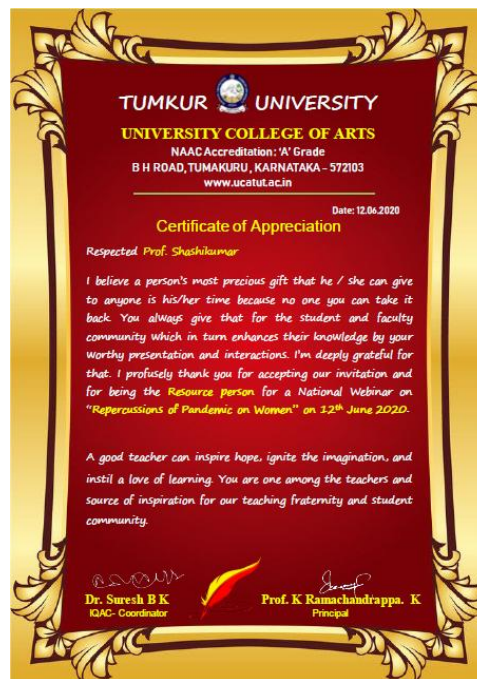 TUMKUR UNIVERSITY
UNIVERSITY COLLEGE OF ARTS
NAAC Accreditation: 'A' Grade
B H ROAD, TUMAKURU, KARNATAKA - 572103
www.ucatut.ac.in
Date: 12.06.2020
Certificate of Appreciation
Respected Prof. Shashikumar
I believe a person's most precious gift that he / she can give
to anyone is his/her time because no one you can take it
back. You always give that for the student and faculty
community which in turn enhances their knowledge by your
worthy presentation and interactions. I'm deeply grateful for
that. I profusely thank you for accepting our invitation and
for being the Resource person for a National Webinar on
"Repercussions of Pandemic on Women" on 12th June 2020.
A good teacher can inspire hope, ignite the imagination, and
instil a love of learning. You are one among the teachers and
source of inspiration for our teaching fraternity and student
community.
Dr. Suresh B K Prof. K Ramachandrappa. K
IQAC- Coordinator Principal